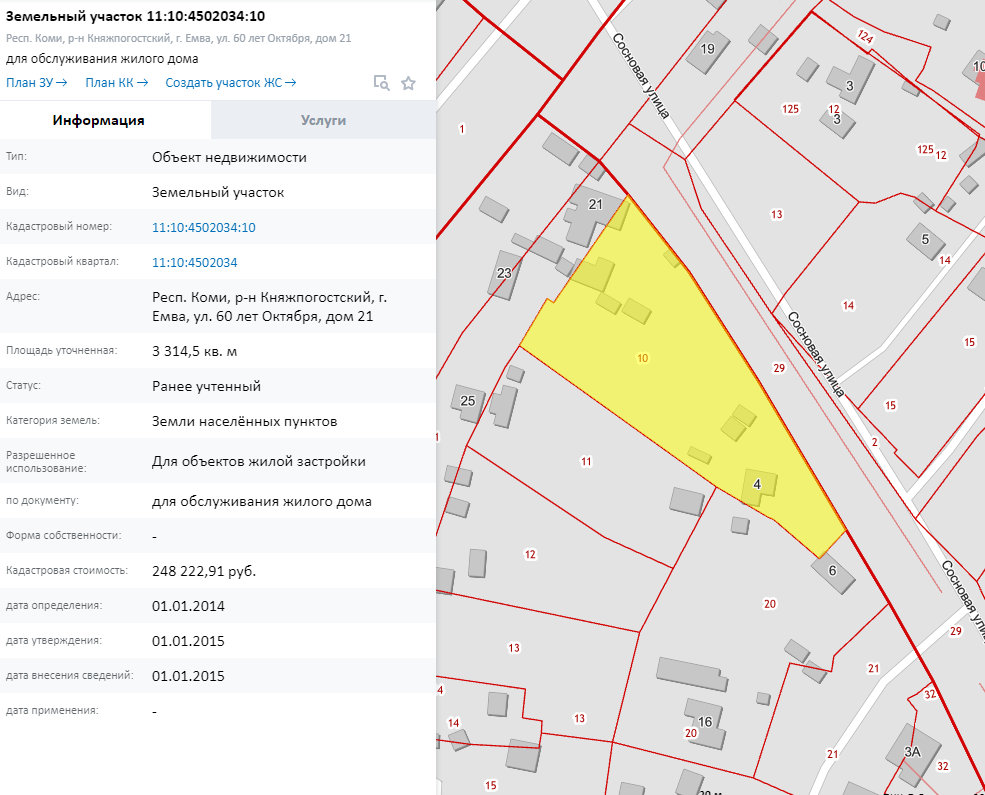 Земельный участок 11:10:4502034:10
Респ. Коми, р-н Княжпогостский, г. Емва, ул. 60 лет Октября, дом 21
для обслуживания жилого дома
План ЗУ → План КК → Создать участок ЖС →
Информация Услуги
Тип: Объект недвижимости
Вид: Земельный участок
Кадастровый номер: 11:10:4502034:10
Кадастровый квартал: 11:10:4502034
Адрес: Респ. Коми, р-н Княжпогостский, г.
Емва, ул. 60 лет Октября, дом 21
Площадь уточненная: 3 314,5 кв. м
Статус: Ранее учтенный
Категория земель: Земли населённых пунктов
Разрешенное
использование: Для объектов жилой застройки
по документу: для обслуживания жилого дома
Форма собственности: -
Кадастровая стоимость: 248 222,91 руб.
дата определения: 01.01.2014
дата утверждения: 01.01.2015
дата внесения сведений: 01.01.2015
дата применения: -
Сосновая улица
19
124
10
3
125
12
3
1
125
12
21
13
5
14
23
14
15
10
Сосновая улица
29
25
15
1
2
11
4
12
6
Сосновая ули
20
29
13
21
4
32
14
13
16
20
21
3А
32
15
20